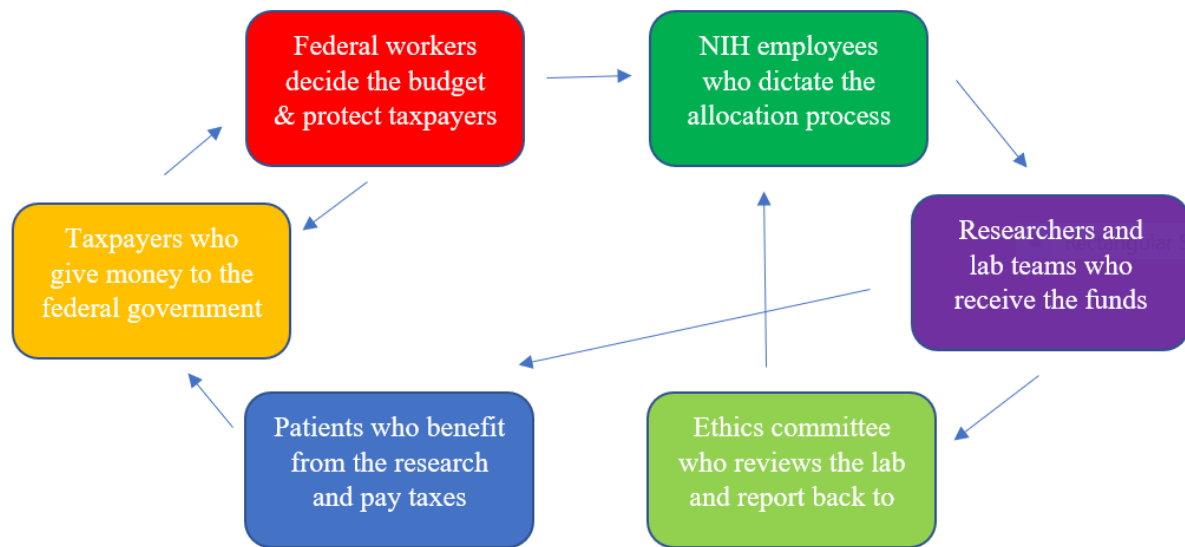 Federal workers
decide the budget
& protect taxpayers
NIH employees
who dictate the
allocation process
Taxpayers who
give money to the
federal government
Researchers and
lab teams who
receive the funds
Patients who benefit
from the research
and pay taxes
Ethics committee
who reviews the lab
and report back to